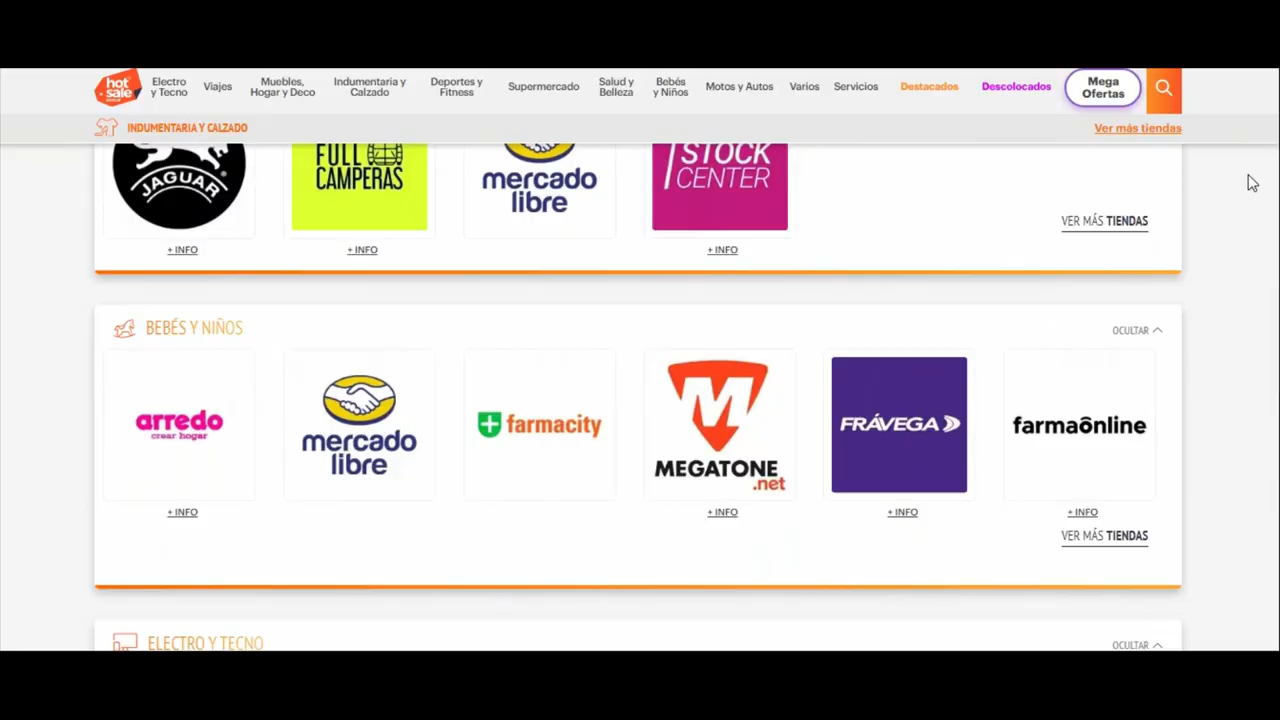 hot sale
Electro y Tecno
Viajes
Muebles, Hogar y Deco
Indumentaria y Calzado
Deportes y Fitness
Supermercado
Salud y Belleza
Bebés y Niños
Motos y Autos
Varios
Servicios
Destacados
Descolocados
Mega Ofertas
INDUMENTARIA Y CALZADO
Ver más tiendas
JAGUAR
FULL
CAMPERAS
mercado
libre
STOCK
CENTER
VER MÁS TIENDAS
+ INFO
+ INFO
+ INFO
BEBÉS Y NIÑOS
OCULTAR
arredo
crear hogar
mercado
libre
farmacity
M
MEGATONE
.net
FRÁVEGA
farmaônline
+ INFO
+ INFO
+ INFO
+ INFO
VER MÁS TIENDAS
ELECTRO Y TECNO
OCULTAR